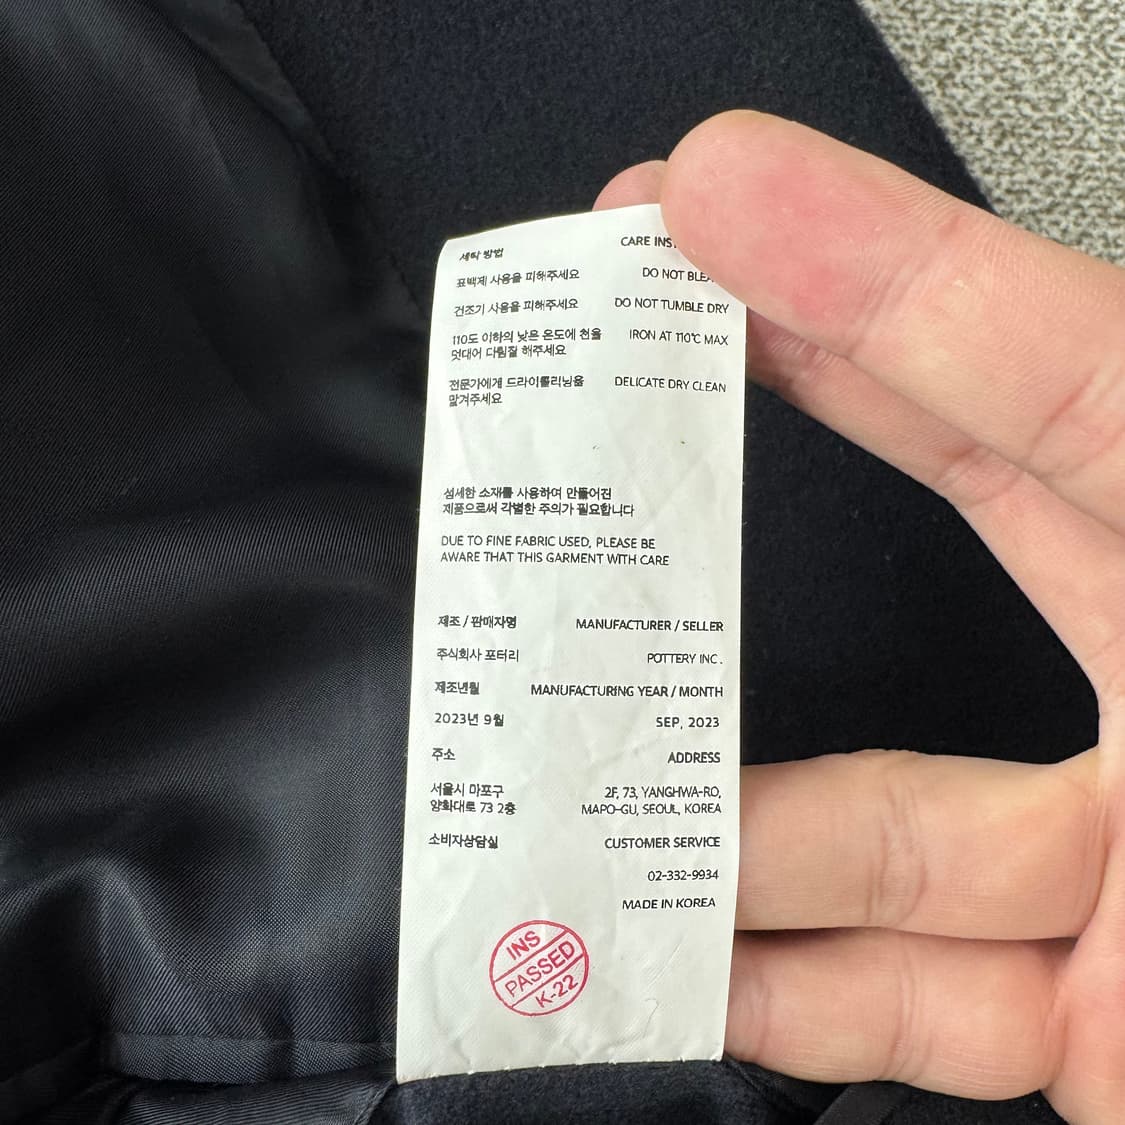 세탁 방법 CARE INS
표백제 사용을 피해주세요 DO NOT
건조기 사용을 피해주세요 DO NOT TUMBLE DRY
110도 이하의 낮은 온도에 천을 IRON AT 110℃ MAX
덧대어 다림질 해주세요
전문가에게 드라이클리닝을 DELICATE DRY CLEAN
맡겨주세요
섬세한 소재를 사용하여 만들어진
제품으로써 각별한 주의가 필요합니다
DUE TO FINE FABRIC USED, PLEASE BE
AWARE THAT THIS GARMENT WITH CARE
제조 / 판매자명 MANUFACTURER / SELLER
주식회사 포터리 POTTERY INC.
제조년월 MANUFACTURING YEAR / MONTH
2023년 9월 SEP, 2023
주소 ADDRESS
서울시 마포구 2F, 73, YANGHWA-RO,
양화대로 73 2층 MAPO-GU, SEOUL, KOREA
소비자상담실 CUSTOMER SERVICE
02-332-9934
MADE IN KOREA
INS
PASSED
K-22